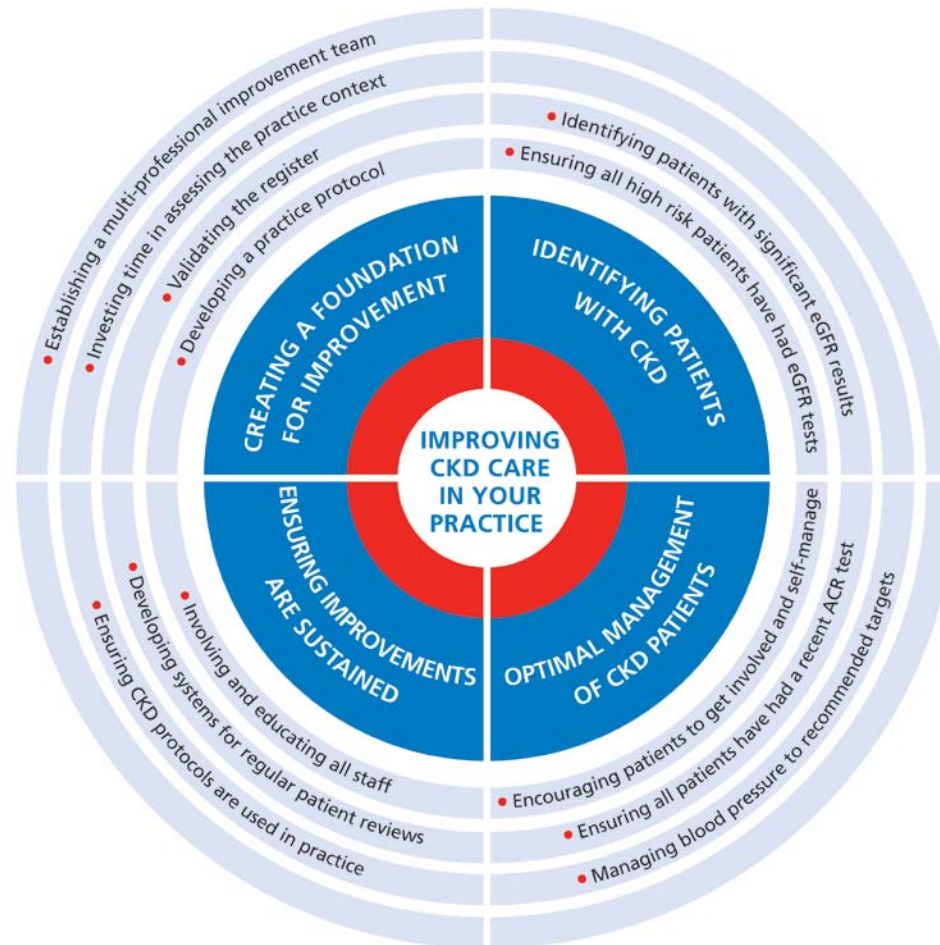 Establishing a multi-professional improvement team
Investing time in assessing the practice context
Validating the register
Developing a practice protocol
CREATING A FOUNDATION
FOR IMPROVEMENT
Identifying patients with significant eGFR results
Ensuring all high risk patients have had eGFR tests
IDENTIFYING PATIENTS
WITH CKD
IMPROVING
CKD CARE
IN YOUR
PRACTICE
ENSURING IMPROVEMENTS
ARE SUSTAINED
Involving and educating all staff
Developing systems for regular patient reviews
Ensuring CKD protocols are used in practice
OPTIMAL MANAGEMENT
OF CKD PATIENTS
Encouraging patients to get involved and self-manage
Ensuring all patients have had a recent ACR test
Managing blood pressure to recommended targets